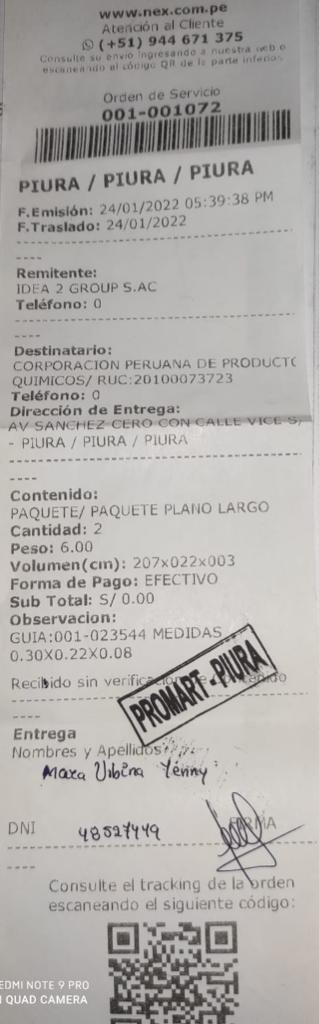 www.nex.com.pe
Atención al Cliente
(+51) 944 671 375
Consulte su envío ingresando a nuestra web o
escaneando el código QR de la parte inferior.
Orden de Servicio
001-001072
PIURA / PIURA / PIURA
F.Emisión: 24/01/2022 05:39:38 PM
F.Traslado: 24/01/2022
----
Remitente:
IDEA 2 GROUP S.AC
Teléfono: 0
----
Destinatario:
CORPORACION PERUANA DE PRODUCTO
QUIMICOS/ RUC:20100073723
Teléfono: 0
Dirección de Entrega:
AV SANCHEZ CERO CON CALLE VICE S/
- PIURA / PIURA / PIURA
----
Contenido:
PAQUETE/ PAQUETE PLANO LARGO
Cantidad: 2
Peso: 6.00
Volumen(cm): 207x022x003
Forma de Pago: EFECTIVO
Sub Total: S/ 0.00
Observacion:
GUIA:001-023544 MEDIDAS
0.30X0.22X0.08
Recibido sin verificación de contenido
PROMART-PIURA
----
Entrega
Nombres y Apellidos
Maza Urbina Yenny
DNI 48527449
FIRMA
----
Consulte el tracking de la orden
escaneando el siguiente código:
REDMI NOTE 9 PRO
QUAD CAMERA